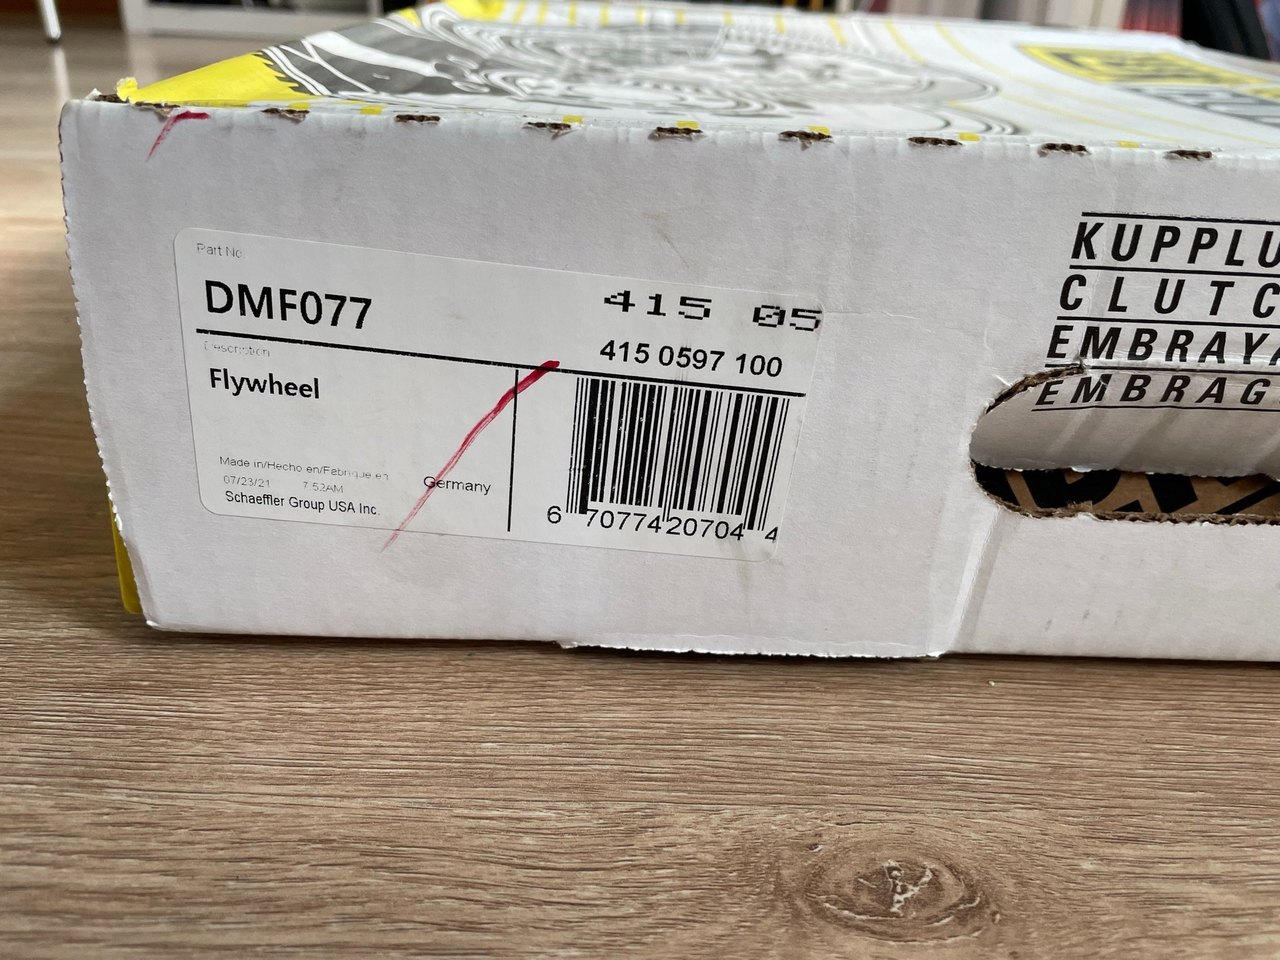 Part No.
DMF077
415 05
415 0597 100
Description
Flywheel
Made in/Hecho en/Fabrique en
Germany
07/23/21 7:52AM
Schaeffler Group USA Inc.
6 70774 20704 4
KUPPLU
CLUTC
EMBRAYA
EMBRAG